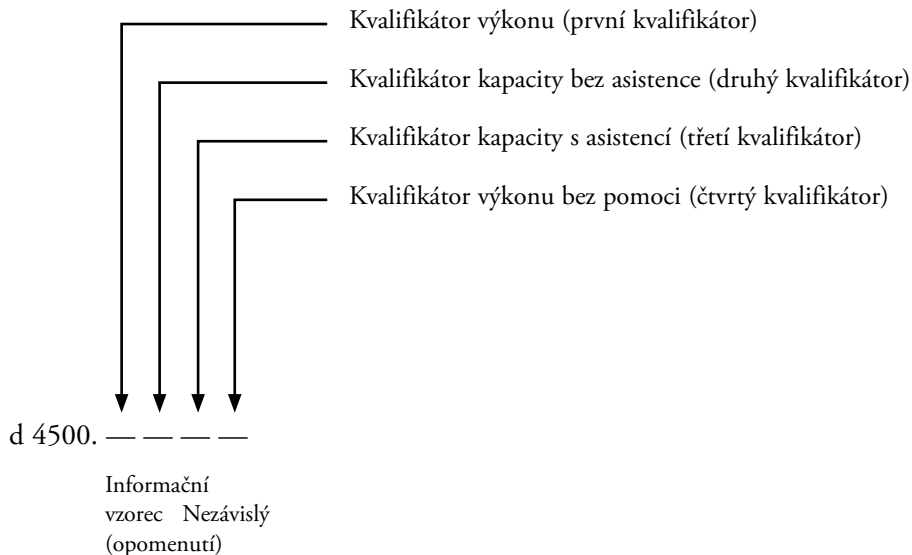 Kvalifikátor výkonu (první kvalifikátor)
Kvalifikátor kapacity bez asistence (druhý kvalifikátor)
Kvalifikátor kapacity s asistencí (třetí kvalifikátor)
Kvalifikátor výkonu bez pomoci (čtvrtý kvalifikátor)
d 4500. — — — —
Informační
vzorec Nezávislý
(opomenutí)